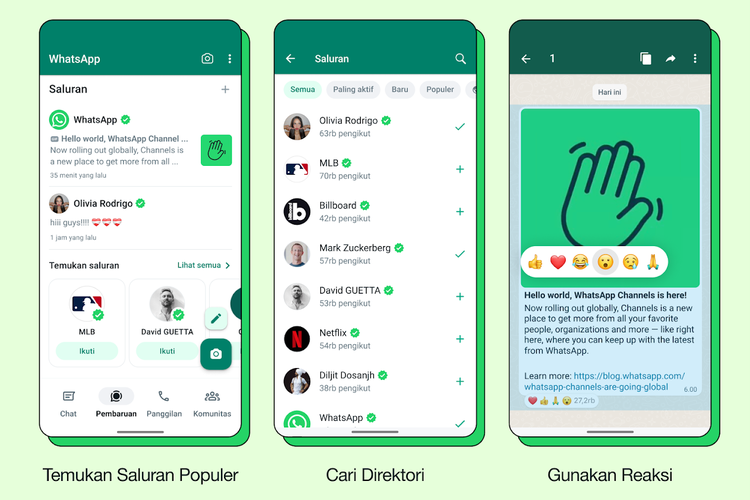 WhatsApp
Saluran
WhatsApp
Hello world, WhatsApp Channel ...
Now rolling out globally, Channels is
a new place to get more from all ...
35 menit yang lalu
Olivia Rodrigo
hiii guys!!!! 💝💝💝
1 jam yang lalu
Temukan saluran
Lihat semua
MLB
Ikuti
David GUETTA
Ikuti
Chat
Pembaruan
Panggilan
Komunitas
Temukan Saluran Populer
Saluran
Semua
Paling aktif
Baru
Populer
Olivia Rodrigo
63rb pengikut
MLB
70rb pengikut
Billboard
42rb pengikut
Mark Zuckerberg
57rb pengikut
David GUETTA
53rb pengikut
Netflix
54rb pengikut
Diljit Dosanjh
38rb pengikut
WhatsApp
Cari Direktori
1
Hari ini
Hello world, WhatsApp Channels is here!
Now rolling out globally, Channels is a new
place to get more from all your favorite
people, organizations and more — like right
here, where you can keep up with the latest
from WhatsApp.
Learn more: https://blog.whatsapp.com/
whatsapp-channels-are-going-global
6.00
27,2rb
Gunakan Reaksi